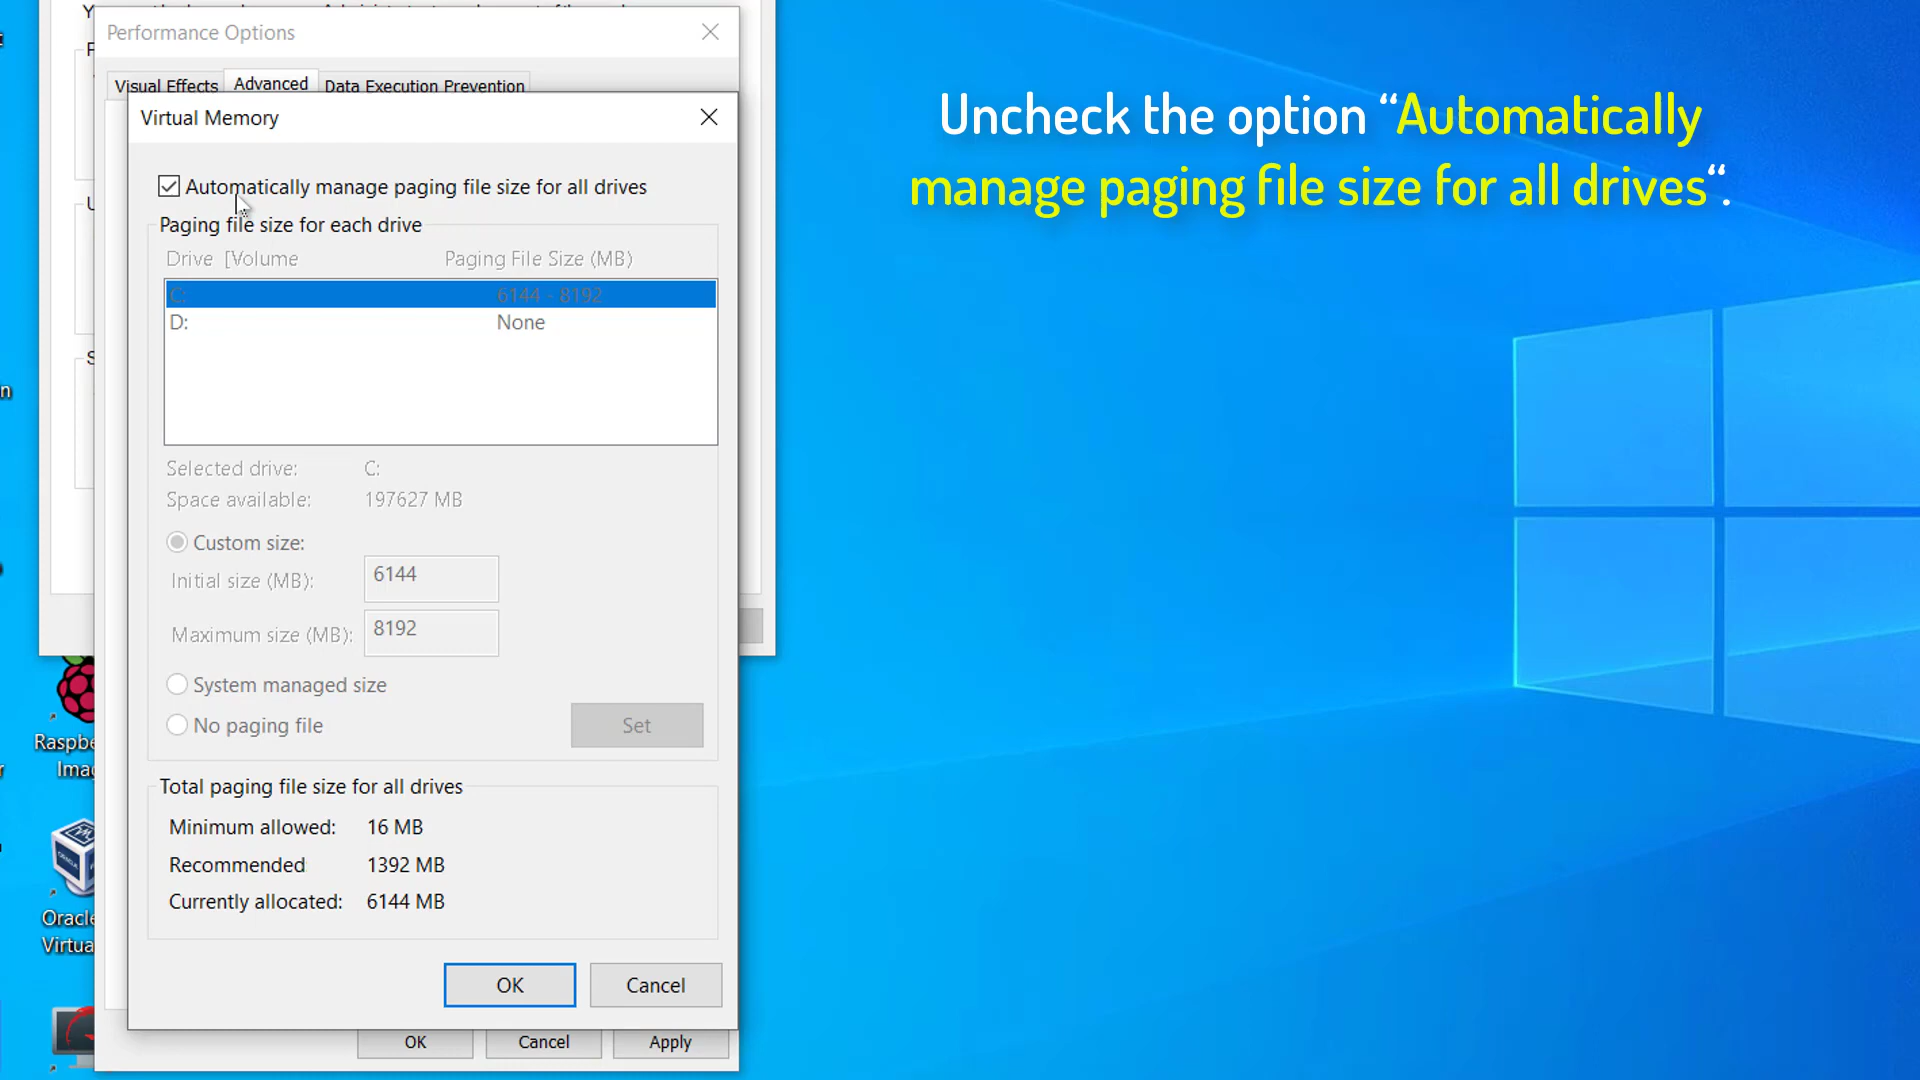 Performance Options
Visual Effects
Advanced
Data Execution Prevention
Virtual Memory
Automatically manage paging file size for all drives
Paging file size for each drive
Drive [Volume
Paging File Size (MB)
C:
6144 - 8192
D:
None
Selected drive:
C:
Space available:
197627 MB
Custom size:
Initial size (MB):
6144
Maximum size (MB):
8192
System managed size
No paging file
Set
Total paging file size for all drives
Minimum allowed:
16 MB
Recommended
1392 MB
Currently allocated:
6144 MB
OK
Cancel
OK
Cancel
Apply
Uncheck the option “Automatically
manage paging file size for all drives“.
Raspbe
Imag
Oracle
Virtua